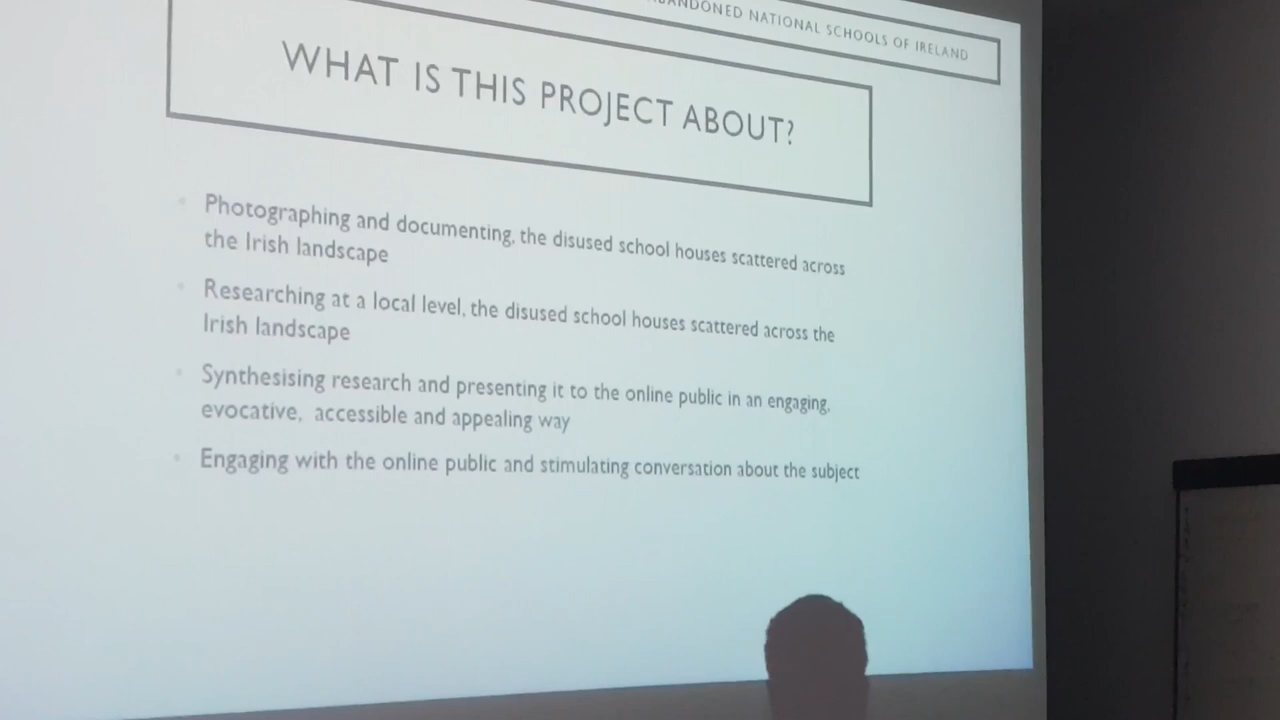 NATIONAL SCHOOLS OF IRELAND
WHAT IS THIS PROJECT ABOUT?
Photographing and documenting, the disused school houses scattered across
the Irish landscape
Researching at a local level, the disused school houses scattered across the
Irish landscape
Synthesising research and presenting it to the online public in an engaging,
evocative, accessible and appealing way
Engaging with the online public and stimulating conversation about the subject